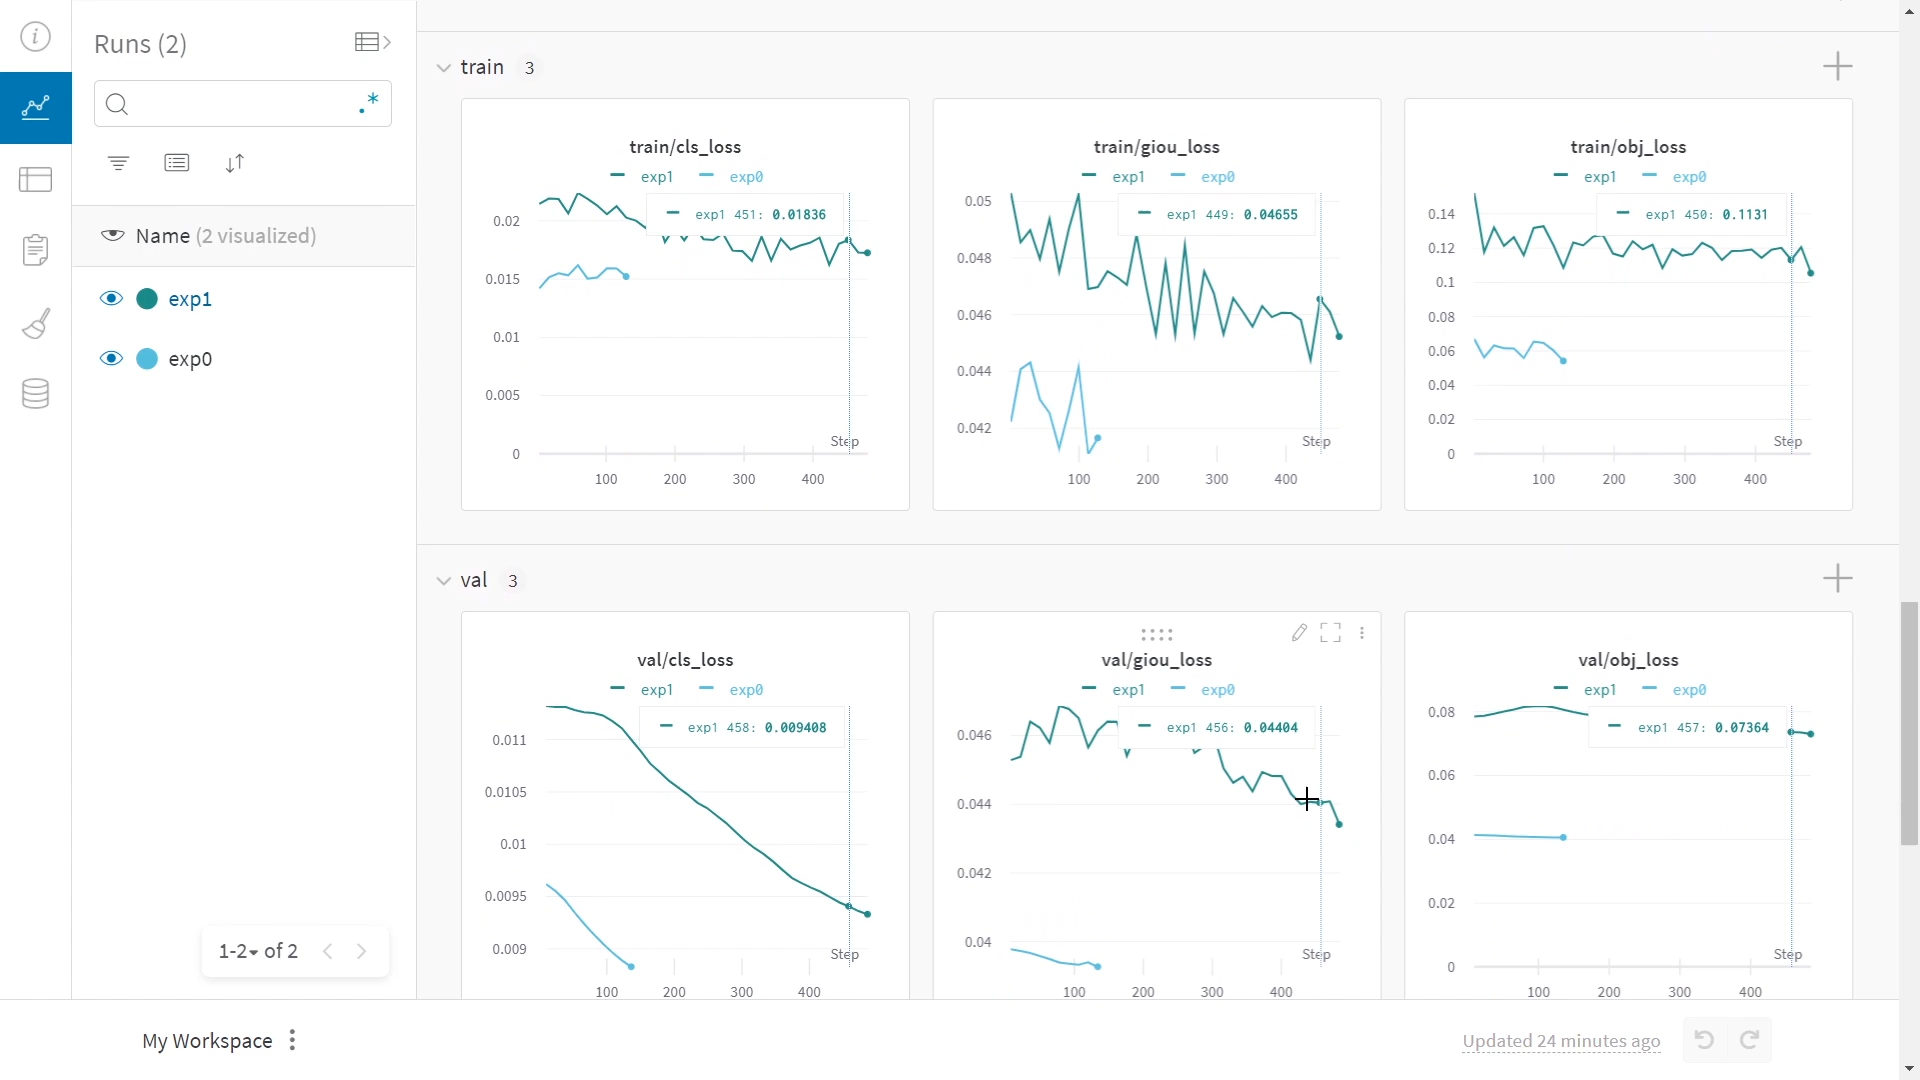 Runs (2)
.*
Name (2 visualized)
exp1
exp0
1-2 of 2
train 3
train/cls_loss
exp1 exp0
exp1 451: 0.01836
0.02
0.015
0.01
0.005
0
Step
100 200 300 400
train/giou_loss
exp1 exp0
exp1 449: 0.04655
0.05
0.048
0.046
0.044
0.042
Step
100 200 300 400
train/obj_loss
exp1 exp0
exp1 450: 0.1131
0.14
0.12
0.1
0.08
0.06
0.04
0.02
0
Step
100 200 300 400
val 3
val/cls_loss
exp1 exp0
exp1 458: 0.009408
0.011
0.0105
0.01
0.0095
0.009
Step
100 200 300 400
val/giou_loss
exp1 exp0
exp1 456: 0.04404
0.046
0.044
0.042
0.04
Step
100 200 300 400
val/obj_loss
exp1 exp0
exp1 457: 0.07364
0.08
0.06
0.04
0.02
0
Step
100 200 300 400
My Workspace
Updated 24 minutes ago